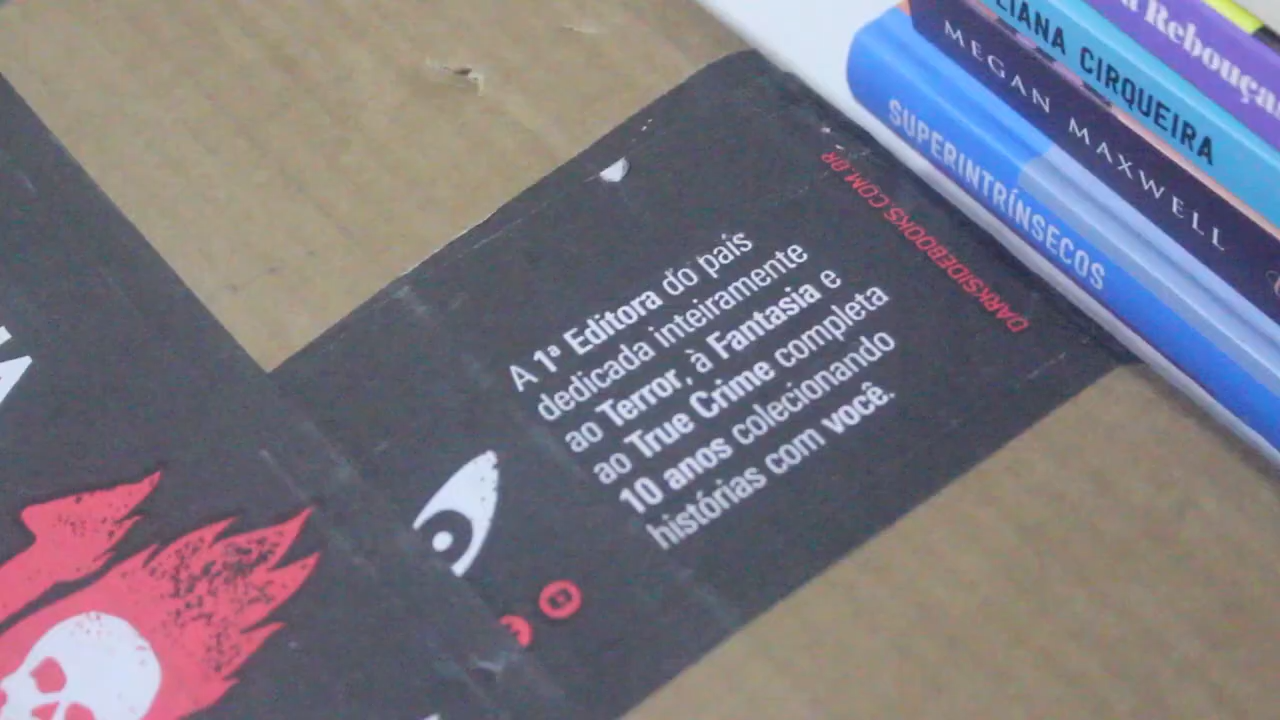 A 1ª Editora do país
dedicada inteiramente
ao Terror, à Fantasia e
ao True Crime completa
10 anos colecionando
histórias com você.
DARKSIDEBOOKS.COM.BR
SUPERINTRÍNSECOS
MEGAN MAXWELL
LIANA CIRQUEIRA
a Rebouças